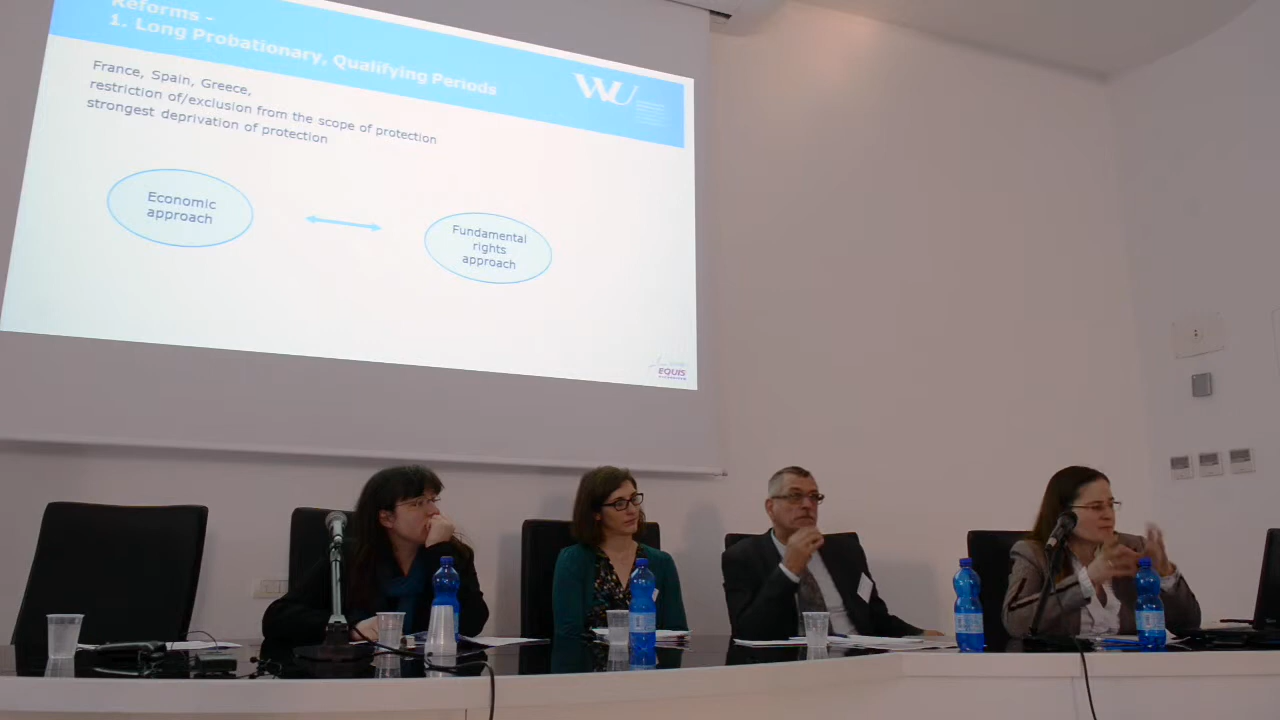 Reforms -
1. Long Probationary, Qualifying Periods
WU
France, Spain, Greece,
restriction of/exclusion from the scope of protection
strongest deprivation of protection
Economic
approach
Fundamental
rights
approach
EQUIS